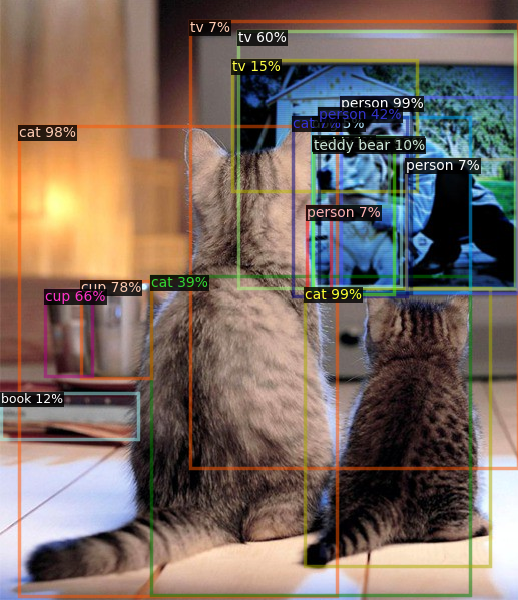 tv 7%
tv 60%
tv 15%
person 99%
person 42%
cat 98%
teddy bear 10%
person 7%
person 7%
cat 39%
cup 78%
cup 66%
cat 99%
book 12%